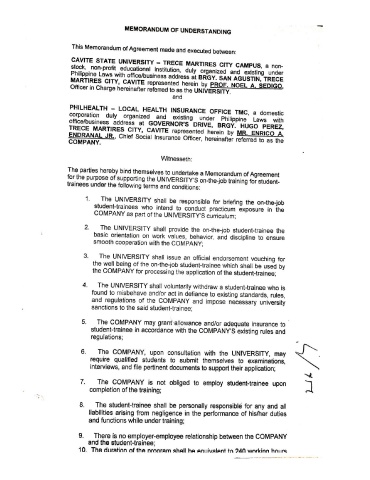 MEMORANDUM OF UNDERSTANDING
This Memorandum of Agreement made and executed between:
CAVITE STATE UNIVERSITY – TRECE MARTIRES CITY CAMPUS, a non-
stock, non-profit educational institution, duly organized and existing under
Philippine Laws with office/business address at BRGY. SAN AGUSTIN, TRECE
MARTIRES CITY, CAVITE represented herein by PROF. NOEL A. SEDIGO,
Officer in Charge hereinafter referred to as the UNIVERSITY.
and
PHILHEALTH – LOCAL HEALTH INSURANCE OFFICE TMC, a domestic
corporation duly organized and existing under Philippine Laws with
office/business address at GOVERNOR'S DRIVE, BRGY. HUGO PEREZ,
TRECE MARTIRES CITY, CAVITE represented herein by MR. ENRICO A.
ENDRANAL JR., Chief Social Insurance Officer, hereinafter referred to as the
COMPANY.
Witnesseth:
The parties hereby bind themselves to undertake a Memorandum of Agreement
for the purpose of supporting the UNIVERSITY'S on-the-job training for student-
trainees under the following terms and conditions:
1. The UNIVERSITY shall be responsible for briefing the on-the-job
student-trainees who intend to conduct practicum exposure in the
COMPANY as part of the UNIVERSITY'S curriculum;
2. The UNIVERSITY shall provide the on-the-job student-trainee the
basic orientation on work values, behavior, and discipline to ensure
smooth cooperation with the COMPANY;
3. The UNIVERSITY shall issue an official endorsement vouching for
the well being of the on-the-job student-trainee which shall be used by
the COMPANY for processing the application of the student-trainee;
4. The UNIVERSITY shall voluntarily withdraw a student-trainee who is
found to misbehave and/or act in defiance to existing standards, rules,
and regulations of the COMPANY and impose necessary university
sanctions to the said student-trainee;
5. The COMPANY may grant allowance and/or adequate insurance to
student-trainee in accordance with the COMPANY'S existing rules and
regulations;
6. The COMPANY, upon consultation with the UNIVERSITY, may
require qualified students to submit themselves to examinations,
interviews, and file pertinent documents to support their application;
7. The COMPANY is not obliged to employ student-trainee upon
completion of the training;
8. The student-trainee shall be personally responsible for any and all
liabilities arising from negligence in the performance of his/her duties
and functions while under training;
9. There is no employer-employee relationship between the COMPANY
and the student-trainee;
10. The duration of the program shall be equivalent to 240 working hours